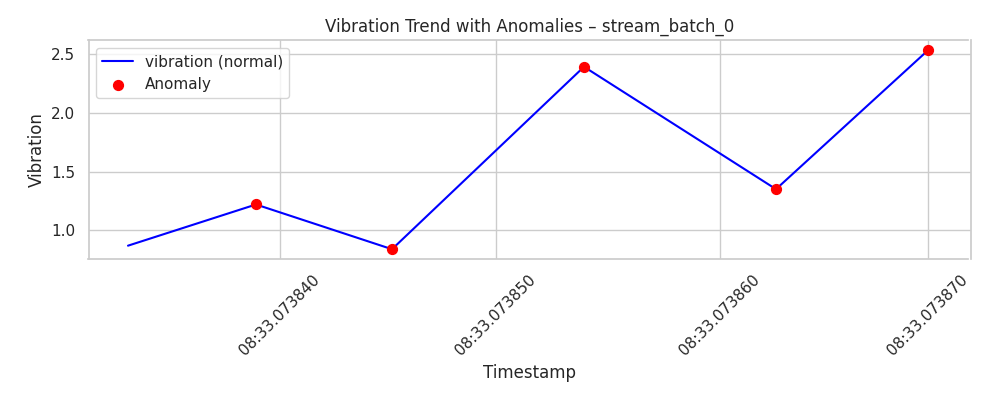 Vibration Trend with Anomalies – stream_batch_0
vibration (normal)
Anomaly
Vibration
2.5
2.0
1.5
1.0
08:33.073840
08:33.073850
08:33.073860
08:33.073870
Timestamp